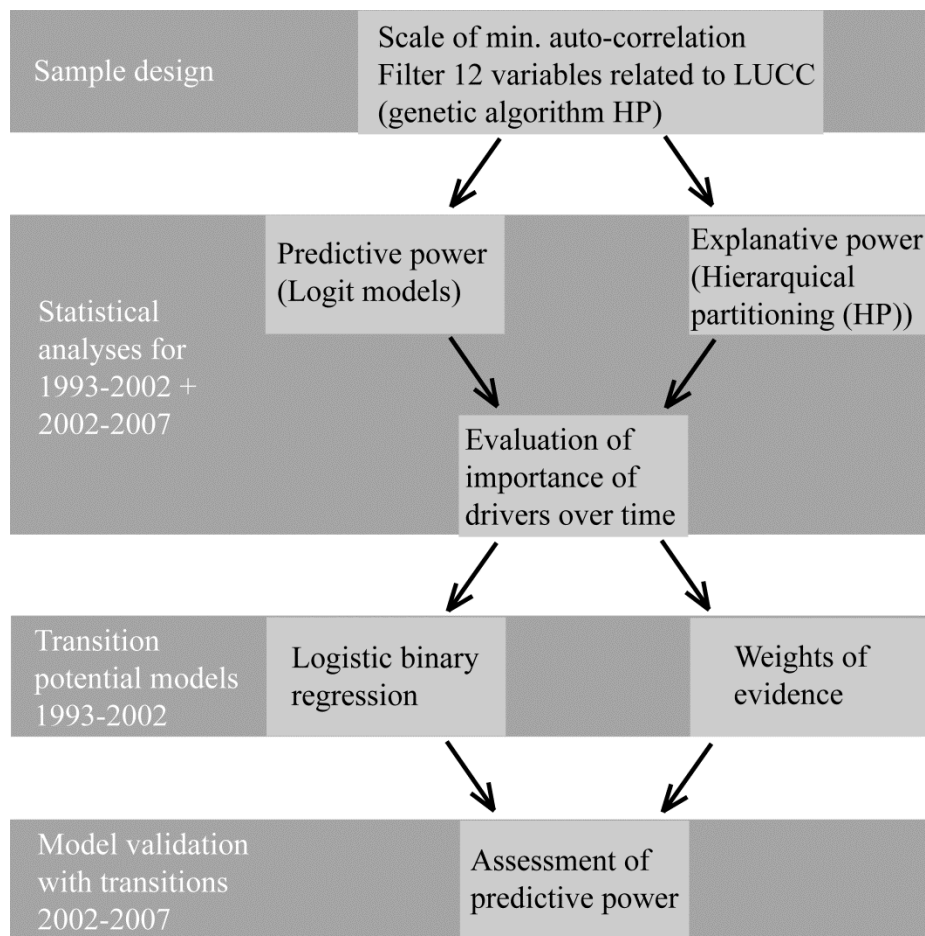 Sample design
Scale of min. auto-correlation
Filter 12 variables related to LUCC
(genetic algorithm HP)
Statistical
analyses for
1993-2002 +
2002-2007
Predictive power
(Logit models)
Explanative power
(Hierarquical
partitioning (HP))
Evaluation of
importance of
drivers over time
Transition
potential models
1993-2002
Logistic binary
regression
Weights of
evidence
Model validation
with transitions
2002-2007
Assessment of
predictive power